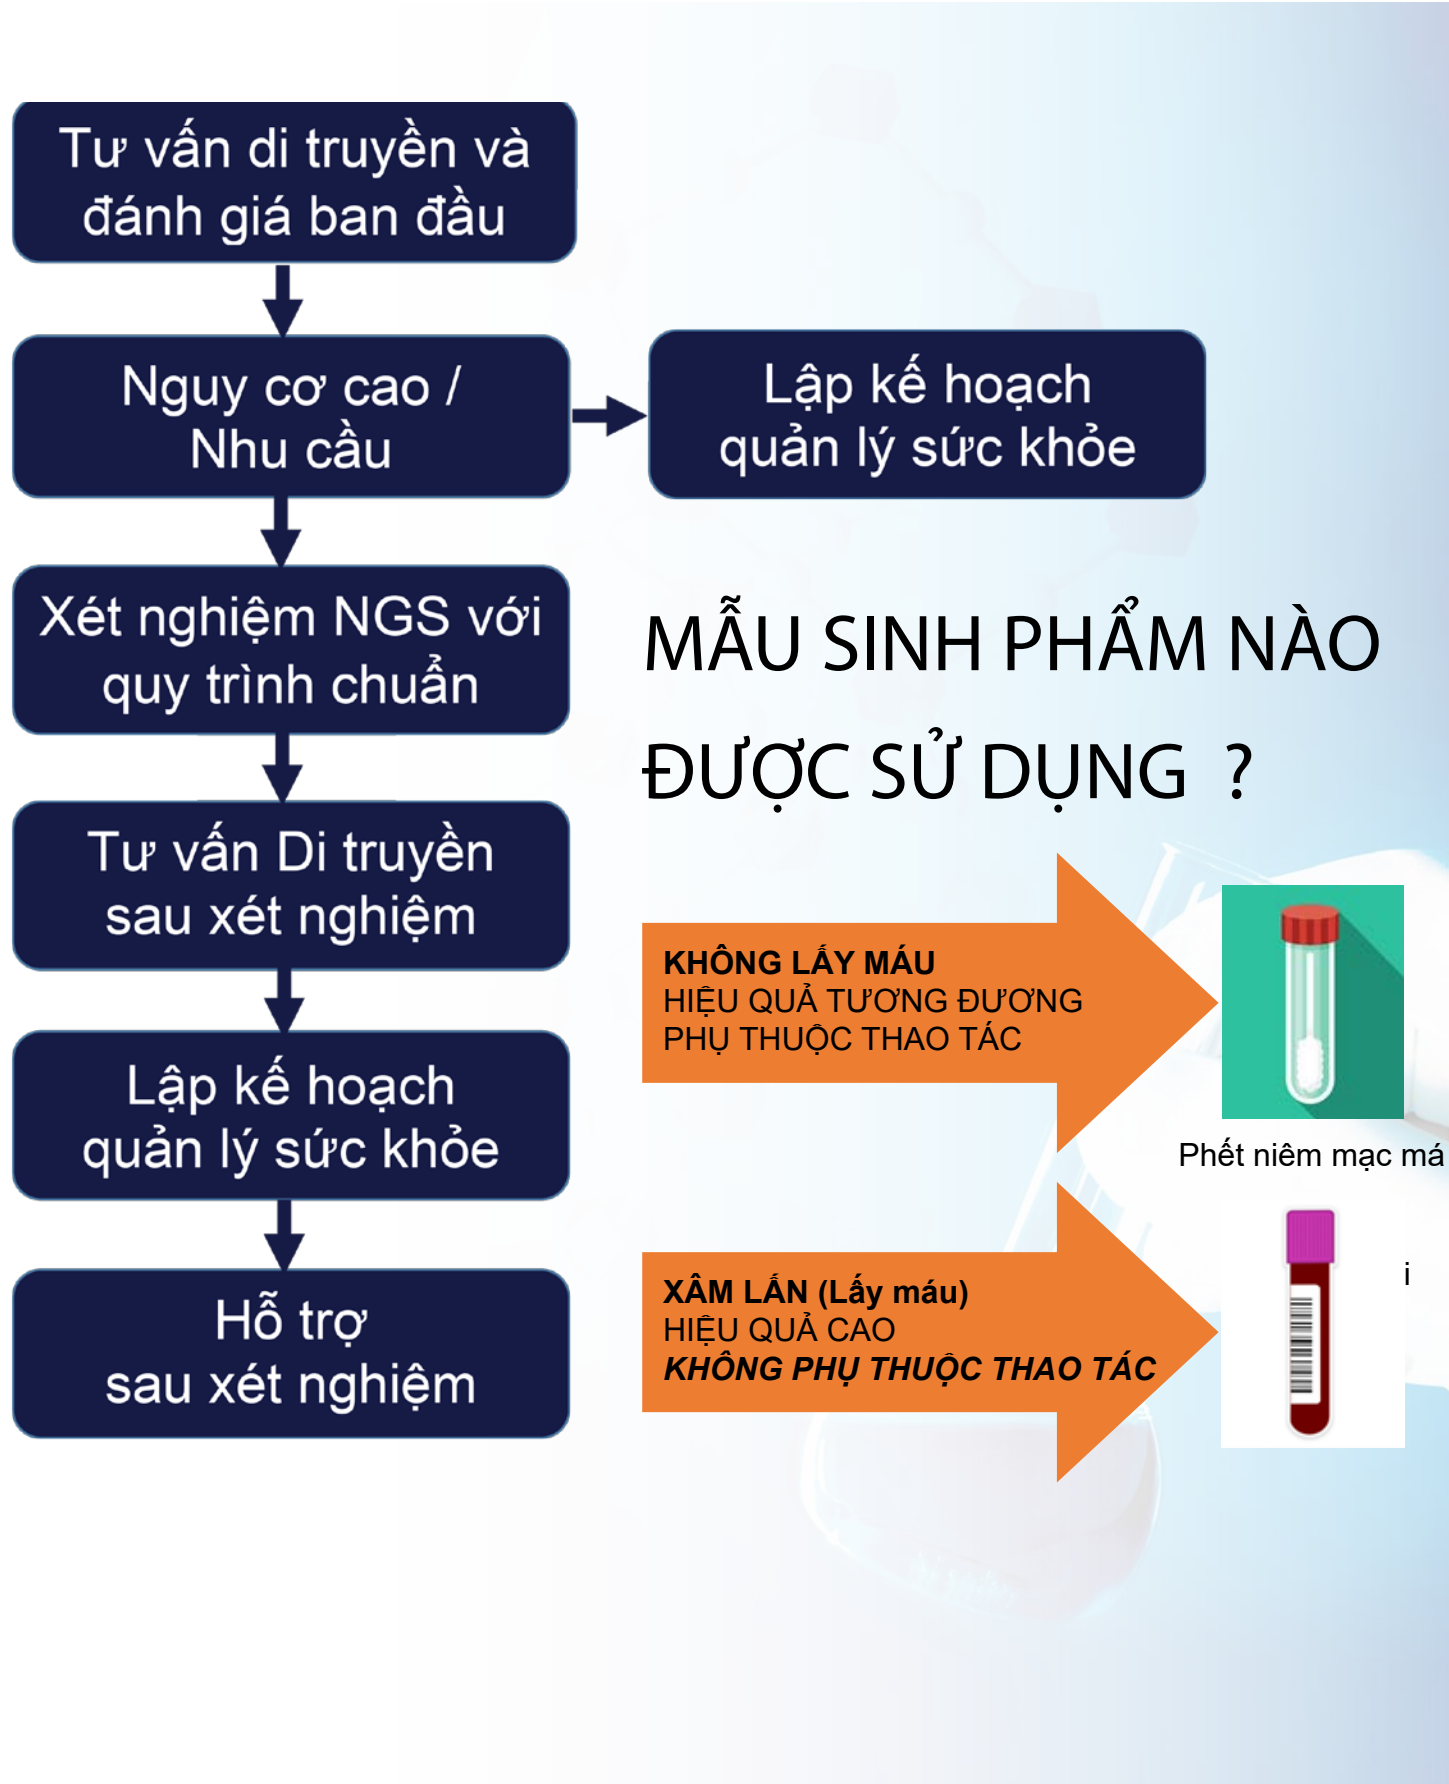 Tư vấn di truyền và
đánh giá ban đầu
Nguy cơ cao /
Nhu cầu
Lập kế hoạch
quản lý sức khỏe
Xét nghiệm NGS với
quy trình chuẩn
Tư vấn Di truyền
sau xét nghiệm
Lập kế hoạch
quản lý sức khỏe
Hỗ trợ
sau xét nghiệm
MẪU SINH PHẨM NÀO
ĐƯỢC SỬ DỤNG ?
KHÔNG LẤY MÁU
HIỆU QUẢ TƯƠNG ĐƯƠNG
PHỤ THUỘC THAO TÁC
Phết niêm mạc má
XÂM LẤN (Lấy máu)
HIỆU QUẢ CAO
KHÔNG PHỤ THUỘC THAO TÁC
i